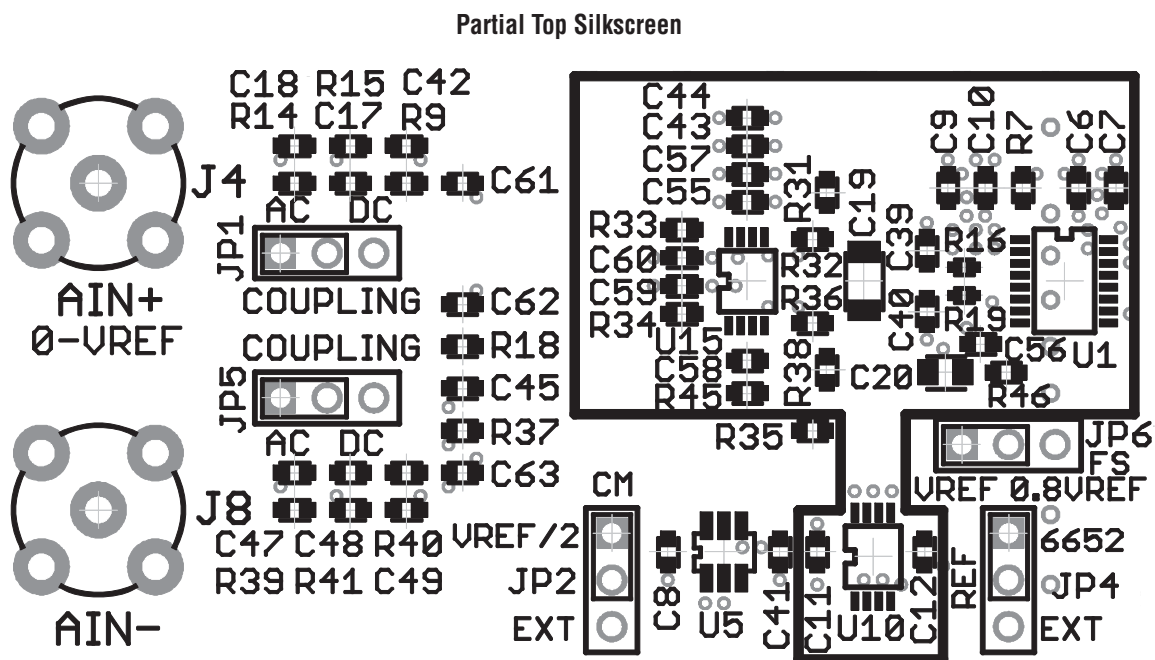 Partial Top Silkscreen
C18 R15 C42
R14 C17 R9
J4
C61
AC DC
JP1
COUPLING
AIN+
0-VREF
COUPLING
JP5
AC DC
C62
R18
C45
R37
C63
J8
C47 C48 R40
R39 R41 C49
AIN-
C44
C43
C57
C55
R33
C60
C59
R34
U15
C58
R45
R31
R32
R36
R38
C19
C39
C40
C20
R16
R19
C9
C10
R7
C6
C7
C56
U1
R46
R35
JP6
FS
VREF 0.8VREF
CM
VREF/2
JP2
EXT
C8
U5
C41
C11
U10
C12
REF
6652
JP4
EXT